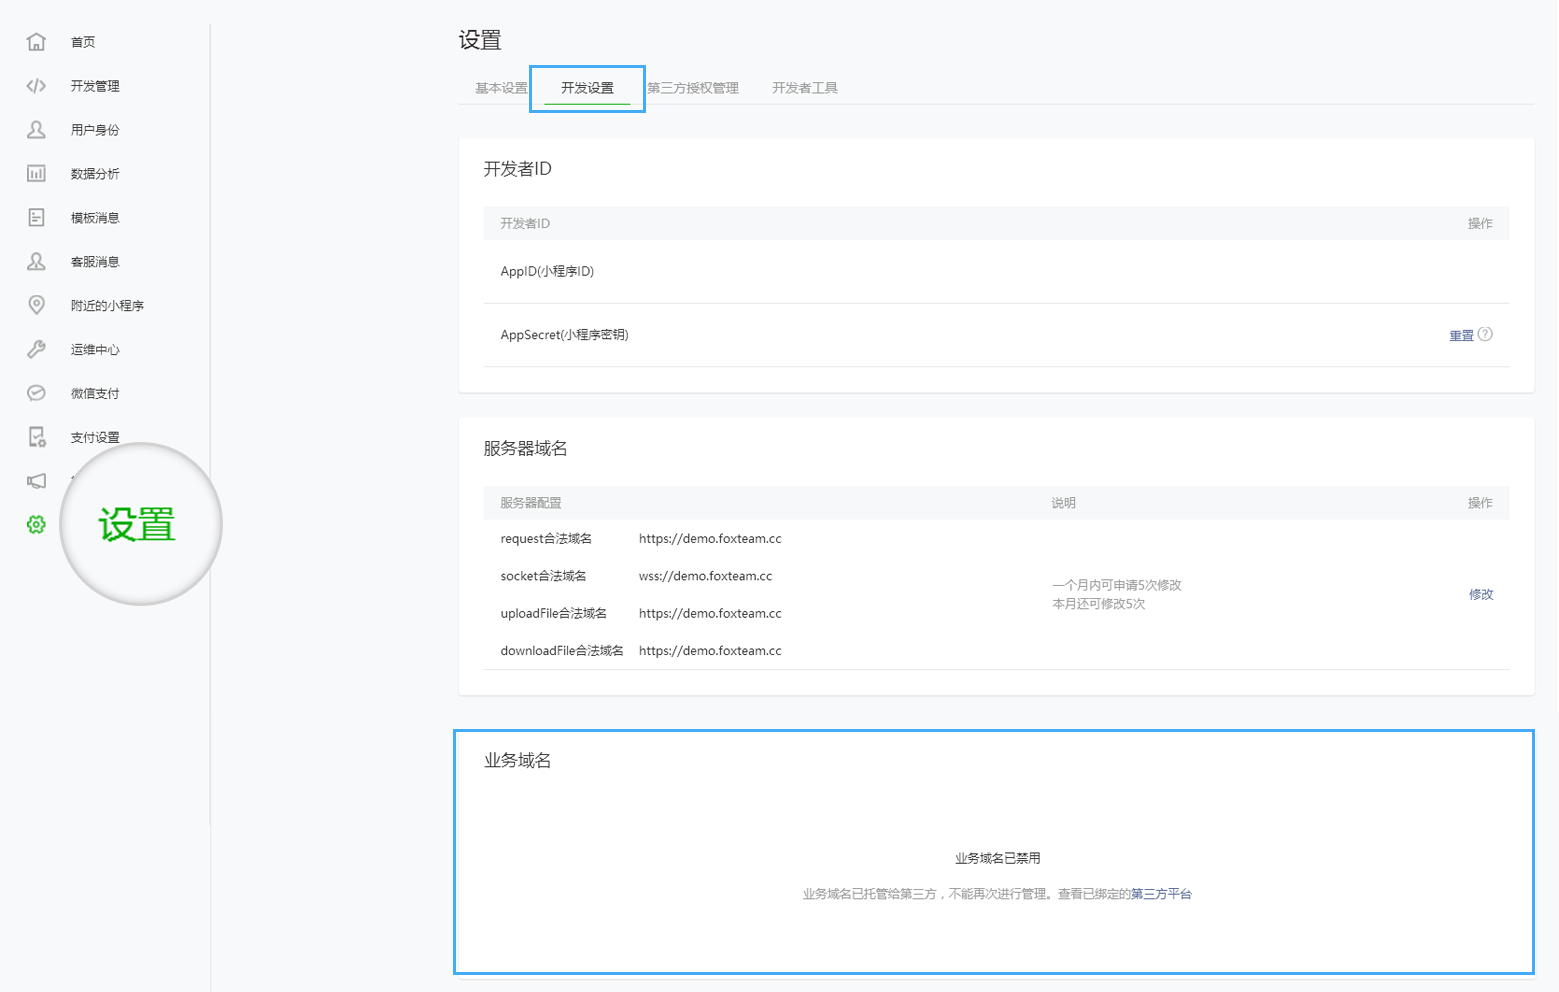 首页
开发管理
用户身份
数据分析
模板消息
客服消息
附近的小程序
运维中心
微信支付
支付设置
设置
设置
基本设置
开发设置
第三方授权管理
开发者工具
开发者ID
开发者ID 操作
AppID(小程序ID)
AppSecret(小程序密钥) 重置
服务器域名
服务器配置 说明 操作
request合法域名 https://demo.foxteam.cc
socket合法域名 wss://demo.foxteam.cc
uploadFile合法域名 https://demo.foxteam.cc
downloadFile合法域名 https://demo.foxteam.cc
一个月内可申请5次修改
本月还可修改5次
修改
业务域名
业务域名已禁用
业务域名已托管给第三方，不能再次进行管理。查看已绑定的第三方平台